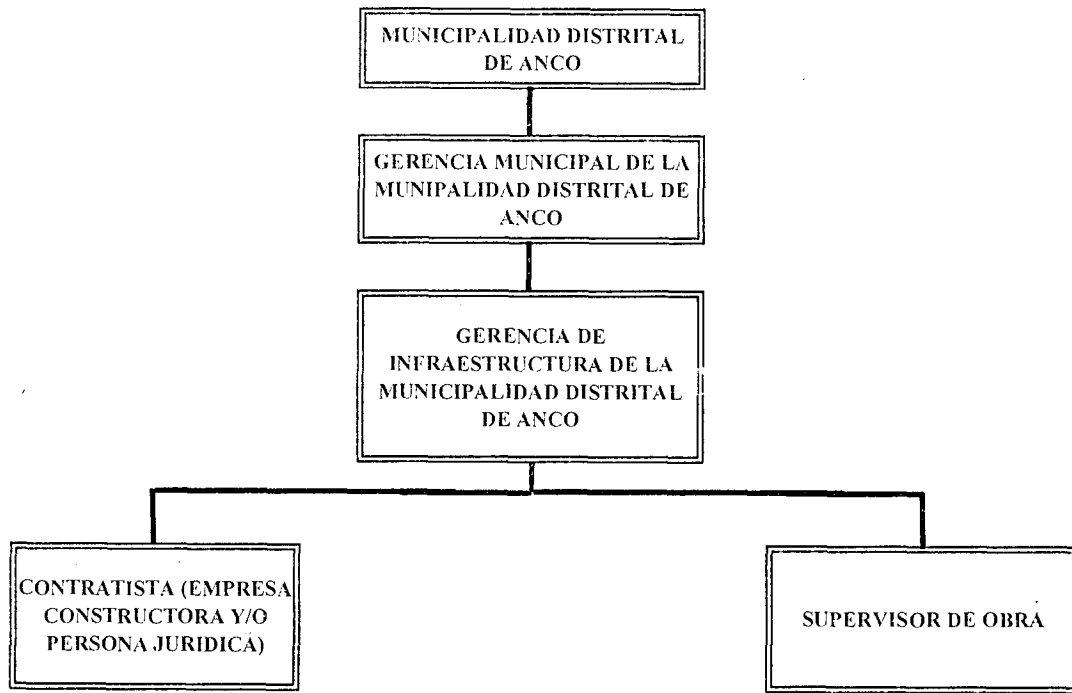 MUNICIPALIDAD DISTRITAL
DE ANCO
GERENCIA MUNICIPAL DE LA
MUNIPALIDAD DISTRITAL DE
ANCO
GERENCIA DE
INFRAESTRUCTURA DE LA
MUNICIPALIDAD DISTRITAL
DE ANCO
CONTRATISTA (EMPRESA
CONSTRUCTORA Y/O
PERSONA JURIDICA)
SUPERVISOR DE OBRA